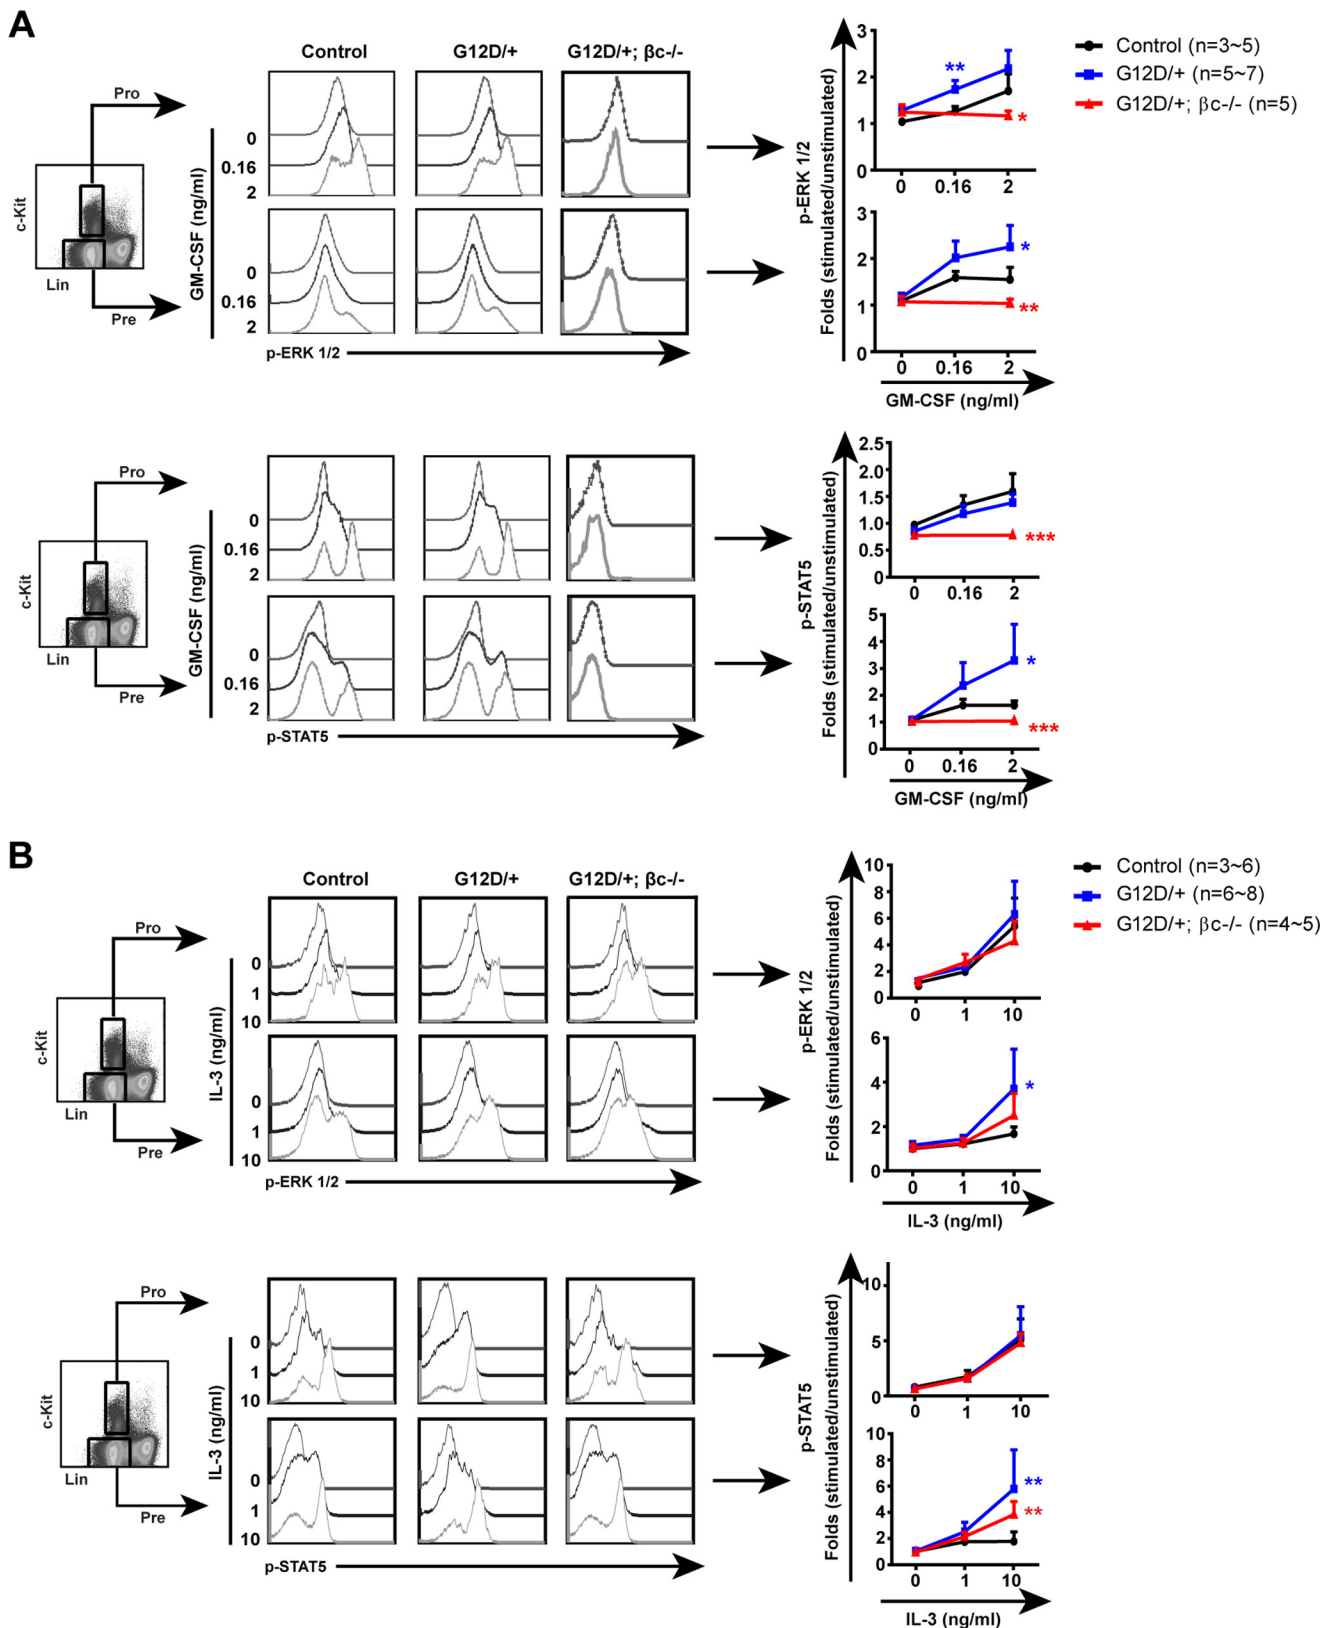 A
Control
G12D/+
G12D/+; βc-/-
Pro
c-Kit
Lin
Pre
GM-CSF (ng/ml)
0
0.16
2
0
0.16
2
p-ERK 1/2
p-ERK 1/2
Folds (stimulated/unstimulated)
3
2
1
0
0
0.16
2
3
2
1
0
0
0.16
2
GM-CSF (ng/ml)
**
*
*
**
Control (n=3~5)
G12D/+ (n=5~7)
G12D/+; βc-/- (n=5)
Pro
c-Kit
Lin
Pre
GM-CSF (ng/ml)
0
0.16
2
0
0.16
2
p-STAT5
p-STAT5
Folds (stimulated/unstimulated)
2.5
2.0
1.5
1.0
0.5
0
0
0.16
2
***
5
4
3
2
1
0
0
0.16
2
*
***
GM-CSF (ng/ml)
B
Control
G12D/+
G12D/+; βc-/-
Pro
c-Kit
Lin
Pre
IL-3 (ng/ml)
0
1
10
0
1
10
p-ERK 1/2
p-ERK 1/2
Folds (stimulated/unstimulated)
10
8
6
4
2
0
0
1
10
6
4
2
0
0
1
10
*
IL-3 (ng/ml)
Control (n=3~6)
G12D/+ (n=6~8)
G12D/+; βc-/- (n=4~5)
Pro
c-Kit
Lin
Pre
IL-3 (ng/ml)
0
1
10
0
1
10
p-STAT5
p-STAT5
Folds (stimulated/unstimulated)
10
5
0
0
1
10
10
8
6
4
2
0
0
1
10
**
**
IL-3 (ng/ml)